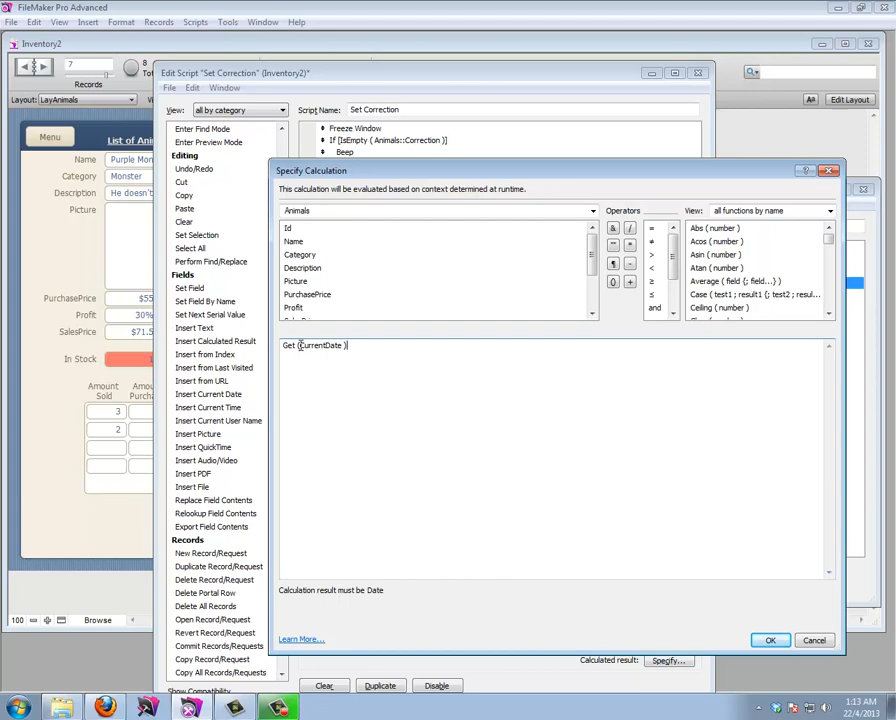 FileMaker Pro Advanced
File Edit View Insert Format Records Scripts Tools Window Help
Inventory2
7
8
Records
Layout: LayAnimals
Aa
Edit Layout
Menu
Name
Purple Mon
Category
Monster
Description
He doesn't
Picture
PurchasePrice
$55
Profit
30%
SalesPrice
$71.5
In Stock
Amount Sold
Amount
3
2
100
Browse
Edit Script "Set Correction" (Inventory2)*
File Edit Window
View: all by category
Script Name: Set Correction
Enter Find Mode
Enter Preview Mode
Editing
Undo/Redo
Cut
Copy
Paste
Clear
Set Selection
Select All
Perform Find/Replace
Fields
Set Field
Set Field By Name
Set Next Serial Value
Insert Text
Insert Calculated Result
Insert from Index
Insert from Last Visited
Insert from URL
Insert Current Date
Insert Current Time
Insert Current User Name
Insert Picture
Insert QuickTime
Insert Audio/Video
Insert PDF
Insert File
Replace Field Contents
Relookup Field Contents
Export Field Contents
Records
New Record/Request
Duplicate Record/Request
Delete Record/Request
Delete Portal Row
Delete All Records
Open Record/Request
Revert Record/Request
Commit Records/Request
Copy Record/Request
Copy All Records/Requests
Show Compatibility
Freeze Window
If [IsEmpty ( Animals::Correction )]
Beep
Specify Calculation
This calculation will be evaluated based on context determined at runtime.
Animals
Operators
View: all functions by name
Id
Name
Category
Description
Picture
PurchasePrice
Profit
& /
"" *
¶ -
() +
=
≠
>
<
≥
≤
and
Abs ( number )
Acos ( number )
Asin ( number )
Atan ( number )
Average ( field {; field...} )
Case ( test1 ; result1 {; test2 ; resul...
Ceiling ( number )
Get (CurrentDate )
Calculation result must be Date
Learn More...
OK
Cancel
Calculated result: Specify...
Clear
Duplicate
Disable
1:13 AM
22/4/2013